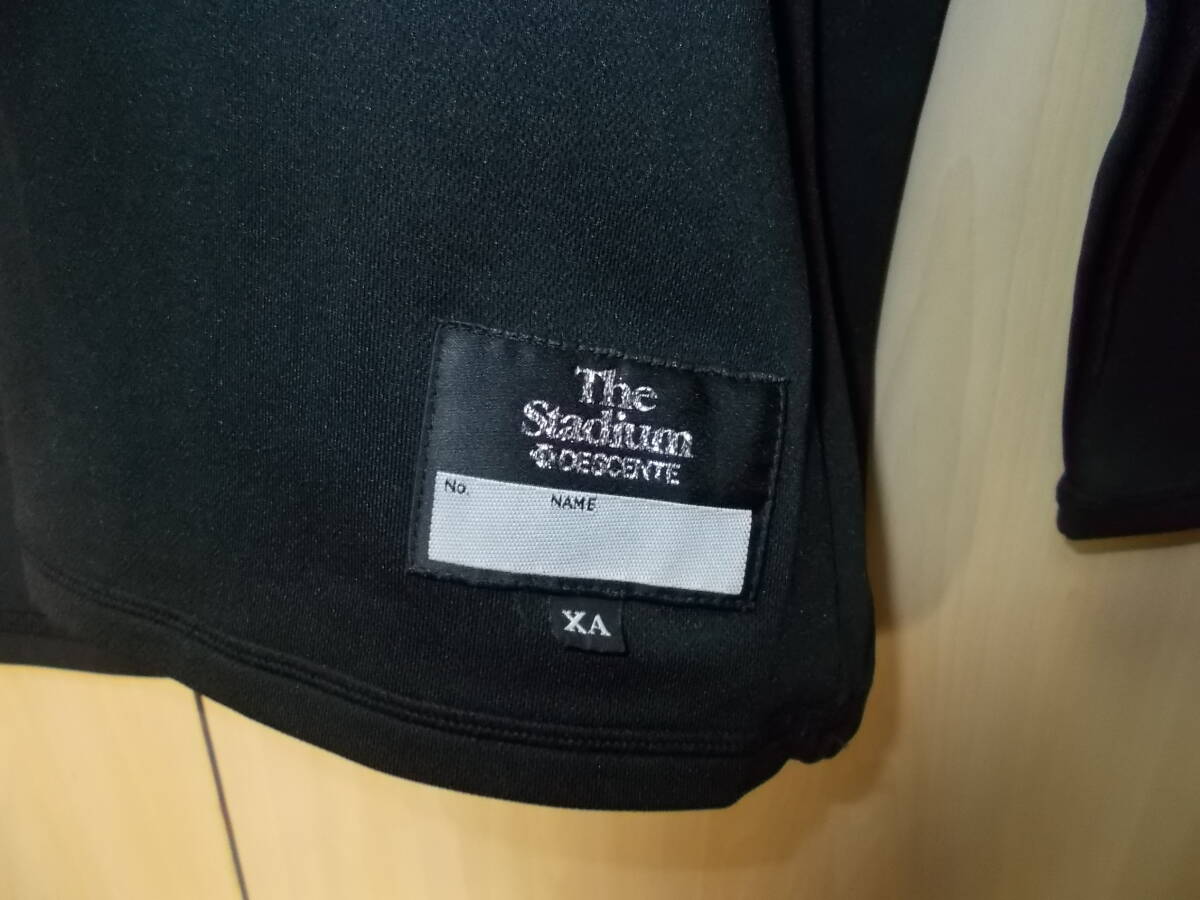 The
Stadium
DESCENTE
No. NAME
XA